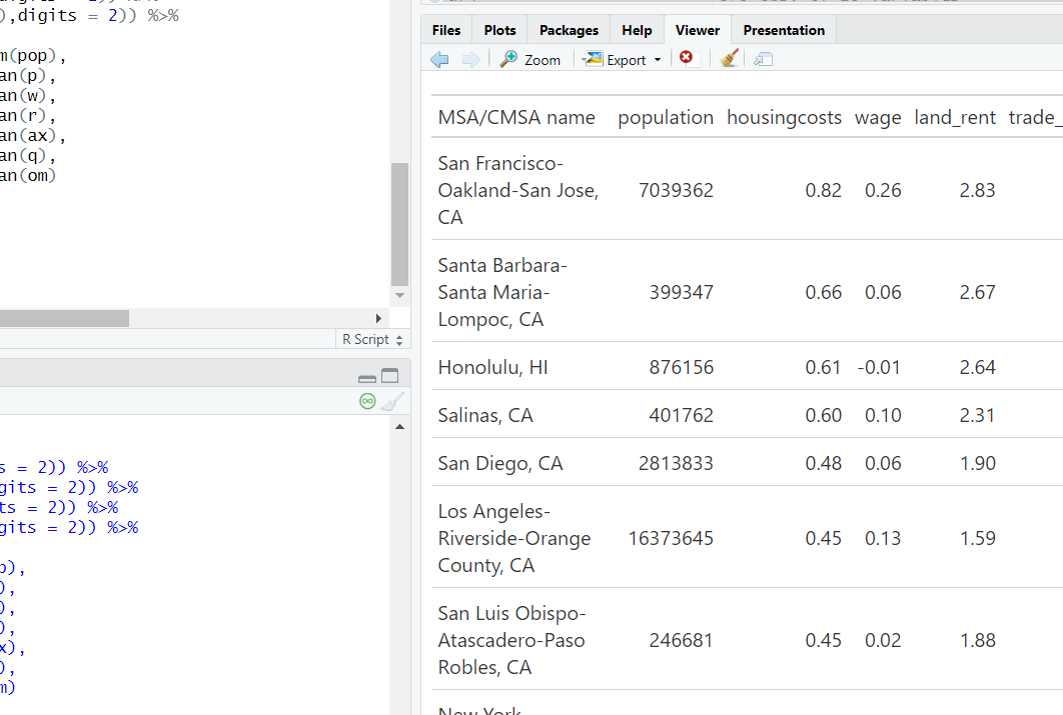 ),digits = 2)) %>%
m(pop),
an(p),
an(w),
an(r),
an(ax),
an(q),
an(om)
R Script
s = 2)) %>%
gits = 2)) %>%
ts = 2)) %>%
gits = 2)) %>%
p),
),
),
),
x),
),
m)
Files Plots Packages Help Viewer Presentation
Zoom Export
MSA/CMSA name population housingcosts wage land_rent trade_
San Francisco-
Oakland-San Jose, 7039362 0.82 0.26 2.83
CA
Santa Barbara-
Santa Maria- 399347 0.66 0.06 2.67
Lompoc, CA
Honolulu, HI 876156 0.61 -0.01 2.64
Salinas, CA 401762 0.60 0.10 2.31
San Diego, CA 2813833 0.48 0.06 1.90
Los Angeles-
Riverside-Orange 16373645 0.45 0.13 1.59
County, CA
San Luis Obispo-
Atascadero-Paso 246681 0.45 0.02 1.88
Robles, CA
New York